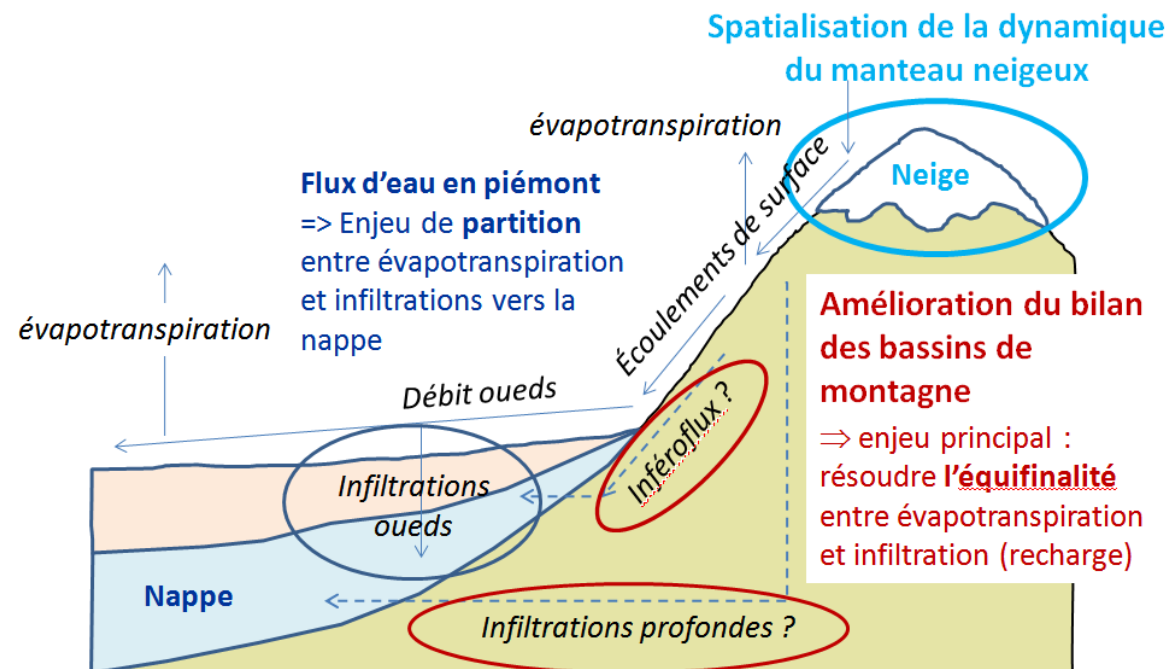 Spatialisation de la dynamique
du manteau neigeux
évapotranspiration
Neige
Écoulements de surface
Flux d’eau en piémont
=> Enjeu de partition
entre évapotranspiration
et infiltrations vers la
nappe
évapotranspiration
Débit oueds
Infiltrations
oueds
Inféroflux ?
Amélioration du bilan
des bassins de
montagne
⇒ enjeu principal :
résoudre l’équifinalité
entre évapotranspiration
et infiltration (recharge)
Nappe
Infiltrations profondes ?